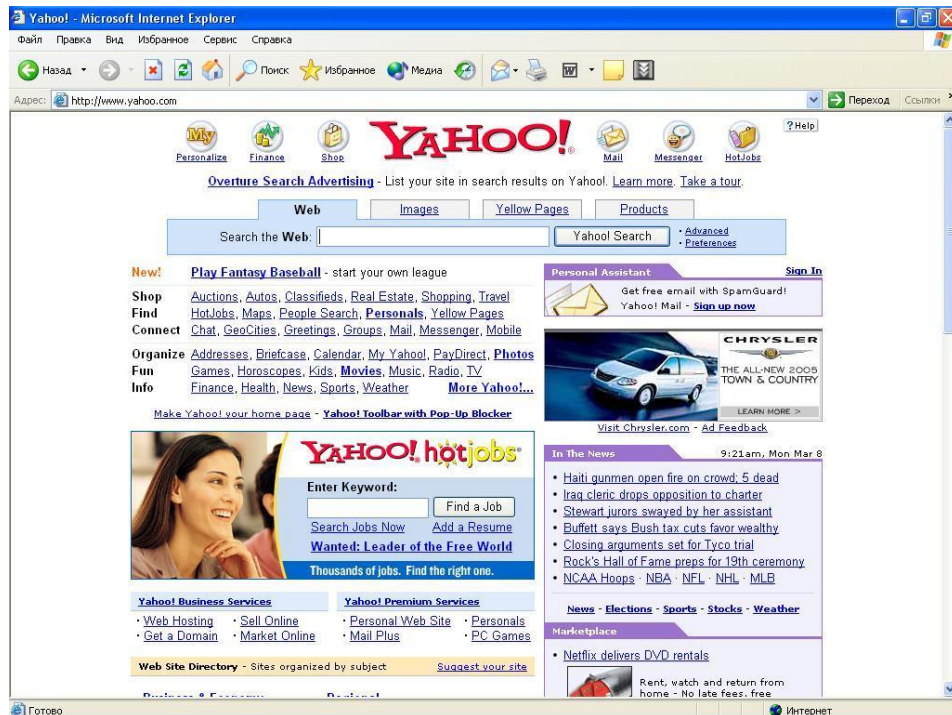 Yahoo! - Microsoft Internet Explorer
Файл Правка Вид Избранное Сервис Справка
Назад Поиск Избранное Медиа
Адрес: http://www.yahoo.com Переход Ссылки »
My YAHOO! ?Help
Personalize Finance Shop Mail Messenger HotJobs
Overture Search Advertising - List your site in search results on Yahoo!. Learn more. Take a tour.
Web Images Yellow Pages Products
Search the Web: Yahoo! Search · Advanced
· Preferences
New! Play Fantasy Baseball - start your own league
Shop Auctions, Autos, Classifieds, Real Estate, Shopping, Travel
Find HotJobs, Maps, People Search, Personals, Yellow Pages
Connect Chat, GeoCities, Greetings, Groups, Mail, Messenger, Mobile
Organize Addresses, Briefcase, Calendar, My Yahoo!, PayDirect, Photos
Fun Games, Horoscopes, Kids, Movies, Music, Radio, TV
Info Finance, Health, News, Sports, Weather More Yahoo!...
Make Yahoo! your home page - Yahoo! Toolbar with Pop-Up Blocker
YAHOO! hotjobs
Enter Keyword:
Find a Job
Search Jobs Now Add a Resume
Wanted: Leader of the Free World
Thousands of jobs. Find the right one.
Yahoo! Business Services Yahoo! Premium Services
· Web Hosting · Sell Online · Personal Web Site · Personals
· Get a Domain · Market Online · Mail Plus · PC Games
Web Site Directory - Sites organized by subject Suggest your site
Business & Economy Regional
Personal Assistant Sign In
Get free email with SpamGuard!
Yahoo! Mail - Sign up now
CHRYSLER
THE ALL-NEW 2005
TOWN & COUNTRY
LEARN MORE >
Visit Chrysler.com - Ad Feedback
In The News 9:21am, Mon Mar 8
• Haiti gunmen open fire on crowd; 5 dead
• Iraq cleric drops opposition to charter
• Stewart jurors swayed by her assistant
• Buffett says Bush tax cuts favor wealthy
• Closing arguments set for Tyco trial
• Rock's Hall of Fame preps for 19th ceremony
• NCAA Hoops · NBA · NFL · NHL · MLB
News - Elections - Sports - Stocks - Weather
Marketplace
• Netflix delivers DVD rentals
Rent, watch and return from
home - No late fees, free
Готово Интернет